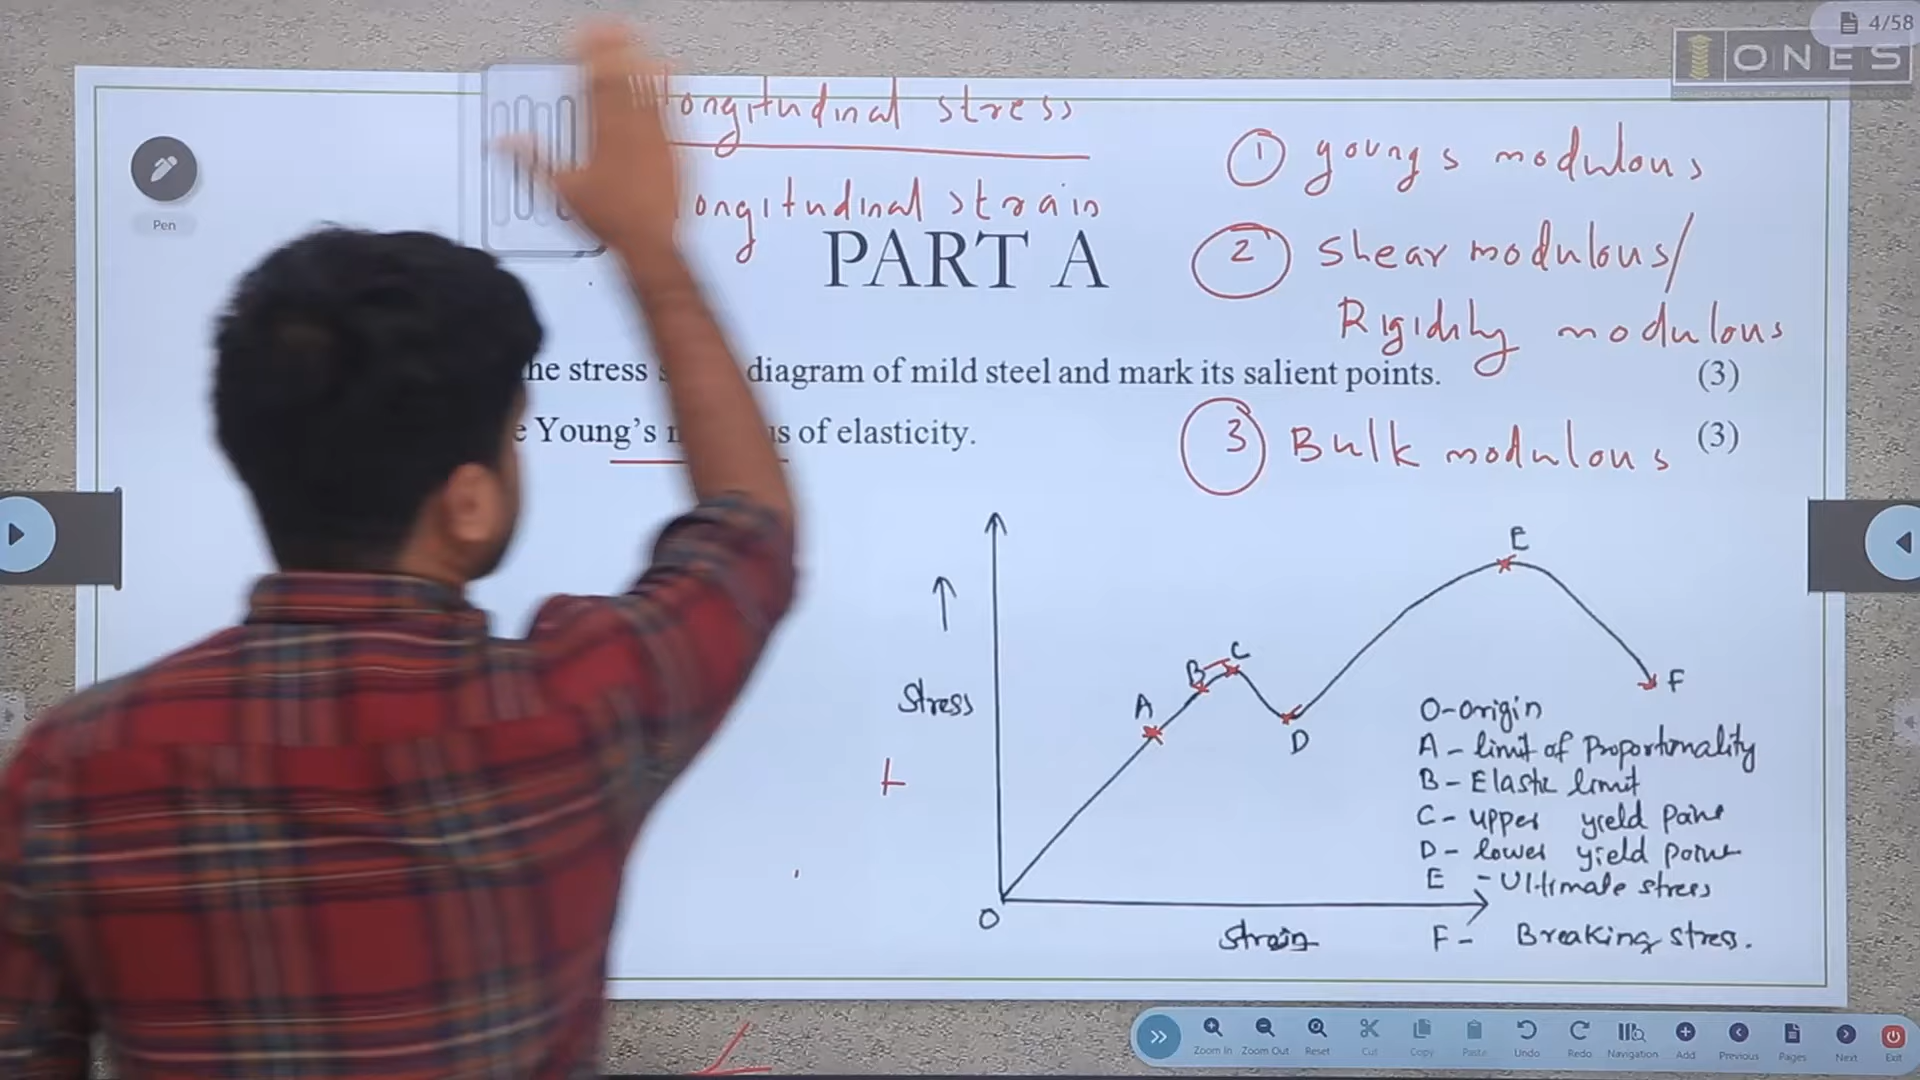 4/58
ONES
longitudinal stress
ongitudinal strain
Pen
① youngs modulous
② Shear modulous/
Rigidity modulous
PART A
he stress diagram of mild steel and mark its salient points. (3)
e Young's of elasticity. (3)
③ Bulk modulous
E
B C
A
F
D
Stress
Strain
O
O-origin
A - limit of Proportionality
B - Elastic limit
C - upper yield point
D - lower yield point
E - Ultimate stress
F - Breaking stress.
Zoom In Zoom Out Reset Cut Copy Paste Undo Redo Navigation Add Previous Pages Next Exit